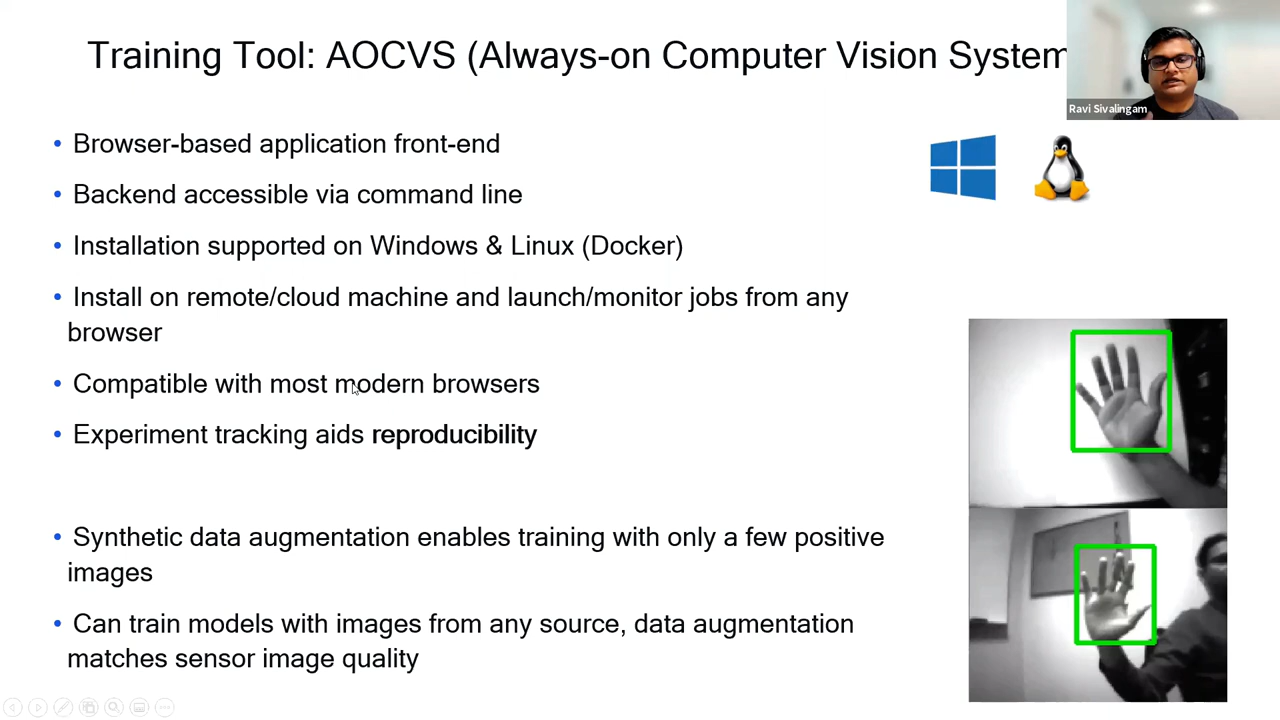 Training Tool: AOCVS (Always-on Computer Vision System
Ravi Sivalingam
• Browser-based application front-end
• Backend accessible via command line
• Installation supported on Windows & Linux (Docker)
• Install on remote/cloud machine and launch/monitor jobs from any
browser
• Compatible with most modern browsers
• Experiment tracking aids reproducibility
• Synthetic data augmentation enables training with only a few positive
images
• Can train models with images from any source, data augmentation
matches sensor image quality